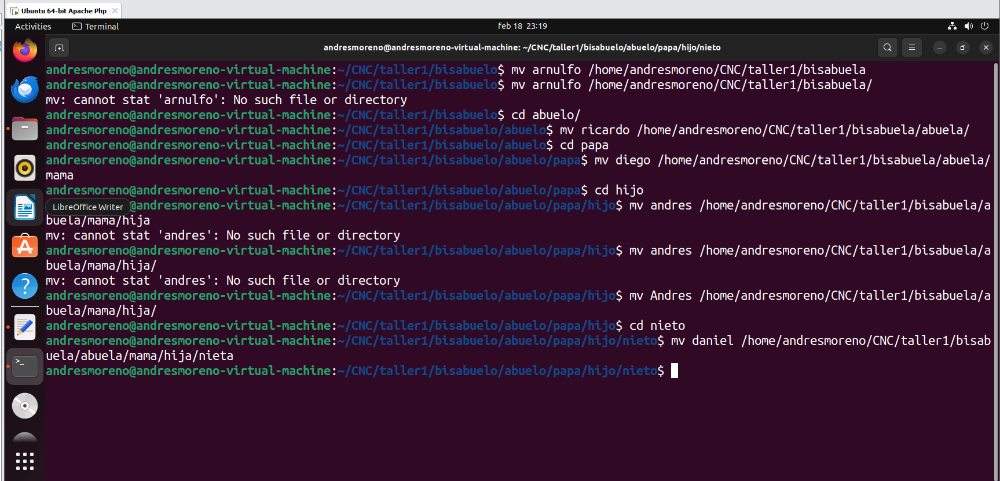 Ubuntu 64-bit Apache Php
Activities
Terminal
feb 18 23:19
andresmoreno@andresmoreno-virtual-machine: ~/CNC/taller1/bisabuelo/abuelo/papa/hijo/nieto
andresmoreno@andresmoreno-virtual-machine:~/CNC/taller1/bisabuelo$ mv arnulfo /home/andresmoreno/CNC/taller1/bisabuela
andresmoreno@andresmoreno-virtual-machine:~/CNC/taller1/bisabuelo$ mv arnulfo /home/andresmoreno/CNC/taller1/bisabuela/
mv: cannot stat 'arnulfo': No such file or directory
andresmoreno@andresmoreno-virtual-machine:~/CNC/taller1/bisabuelo$ cd abuelo/
andresmoreno@andresmoreno-virtual-machine:~/CNC/taller1/bisabuelo/abuelo$ mv ricardo /home/andresmoreno/CNC/taller1/bisabuela/abuela/
andresmoreno@andresmoreno-virtual-machine:~/CNC/taller1/bisabuelo/abuelo$ cd papa
andresmoreno@andresmoreno-virtual-machine:~/CNC/taller1/bisabuelo/abuelo/papa$ mv diego /home/andresmoreno/CNC/taller1/bisabuela/abuela/
mama
andresmoreno@andresmoreno-virtual-machine:~/CNC/taller1/bisabuelo/abuelo/papa$ cd hijo
LibreOffice Writer
e:~/CNC/taller1/bisabuelo/abuelo/papa/hijo$ mv andres /home/andresmoreno/CNC/taller1/bisabuela/a
buela/mama/hija
mv: cannot stat 'andres': No such file or directory
andresmoreno@andresmoreno-virtual-machine:~/CNC/taller1/bisabuelo/abuelo/papa/hijo$ mv andres /home/andresmoreno/CNC/taller1/bisabuela/a
buela/mama/hija/
mv: cannot stat 'andres': No such file or directory
andresmoreno@andresmoreno-virtual-machine:~/CNC/taller1/bisabuelo/abuelo/papa/hijo$ mv Andres /home/andresmoreno/CNC/taller1/bisabuela/a
buela/mama/hija/
andresmoreno@andresmoreno-virtual-machine:~/CNC/taller1/bisabuelo/abuelo/papa/hijo$ cd nieto
andresmoreno@andresmoreno-virtual-machine:~/CNC/taller1/bisabuelo/abuelo/papa/hijo/nieto$ mv daniel /home/andresmoreno/CNC/taller1/bisab
uela/abuela/mama/hija/nieta
andresmoreno@andresmoreno-virtual-machine:~/CNC/taller1/bisabuelo/abuelo/papa/hijo/nieto$